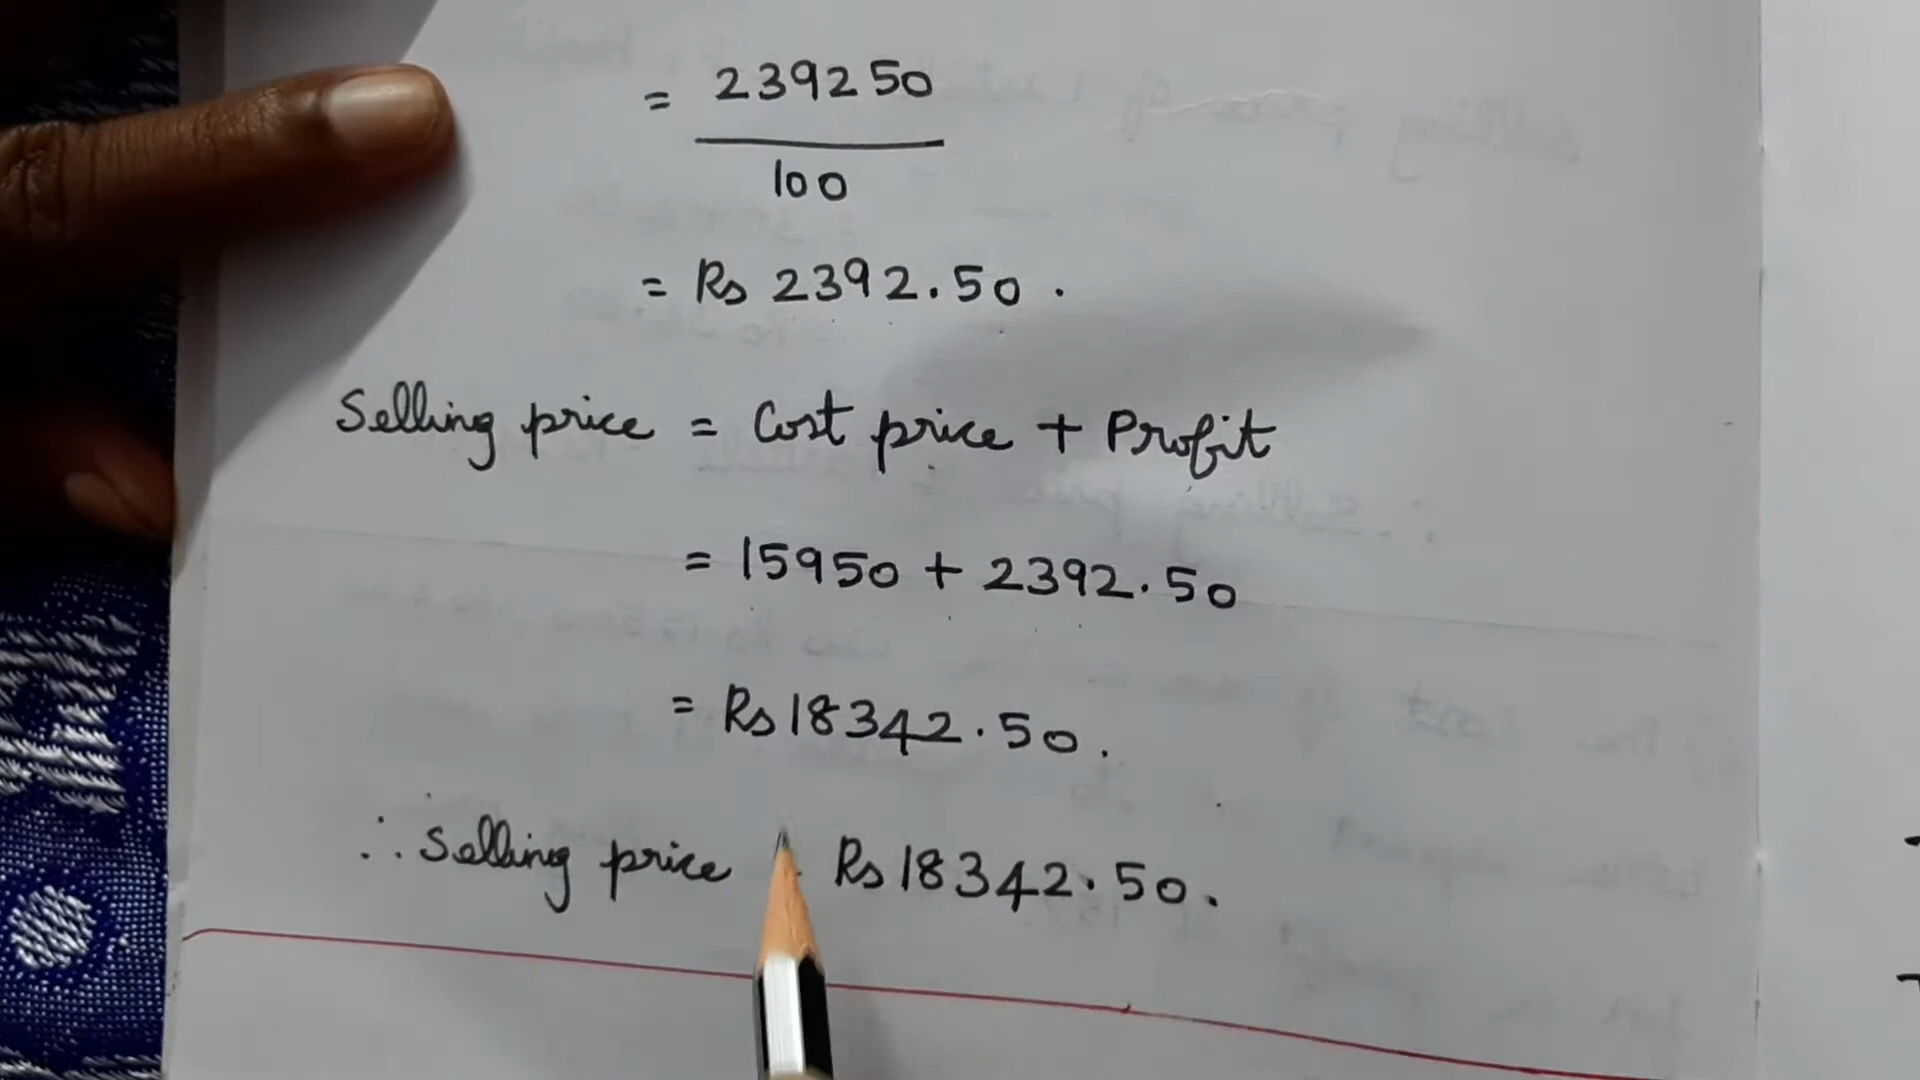 = 239250
100
= Rs 2392.50.
Selling price = Cost price + Profit
= 15950 + 2392.50
= Rs 18342.50.
∴ Selling price Rs 18342.50.